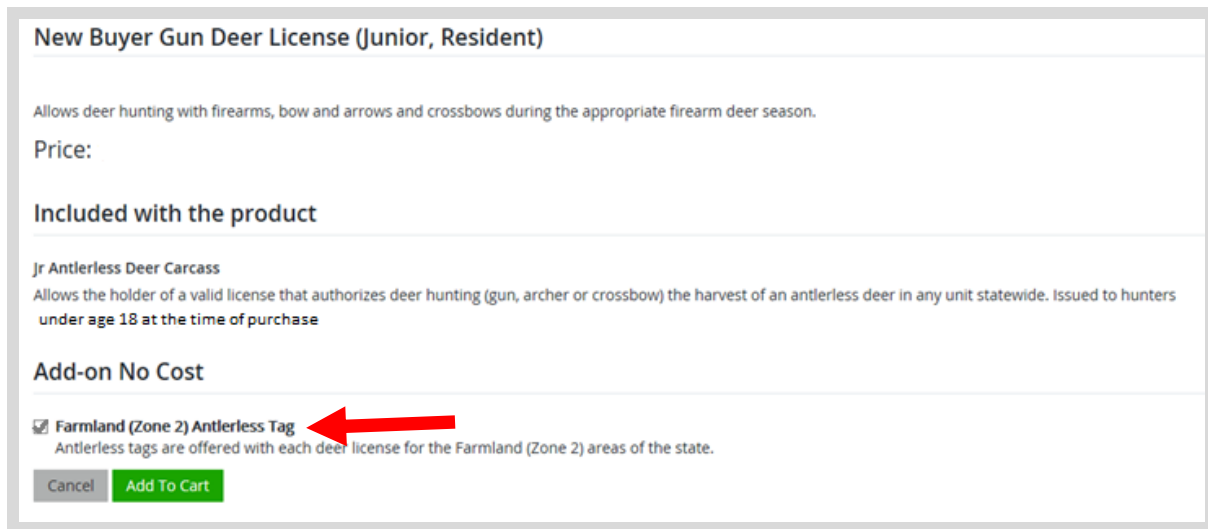 New Buyer Gun Deer License (Junior, Resident)
Allows deer hunting with firearms, bow and arrows and crossbows during the appropriate firearm deer season.
Price:
Included with the product
Jr Antlerless Deer Carcass
Allows the holder of a valid license that authorizes deer hunting (gun, archer or crossbow) the harvest of an antlerless deer in any unit statewide. Issued to hunters
under age 18 at the time of purchase
Add-on No Cost
Farmland (Zone 2) Antlerless Tag
Antlerless tags are offered with each deer license for the Farmland (Zone 2) areas of the state.
Cancel Add To Cart